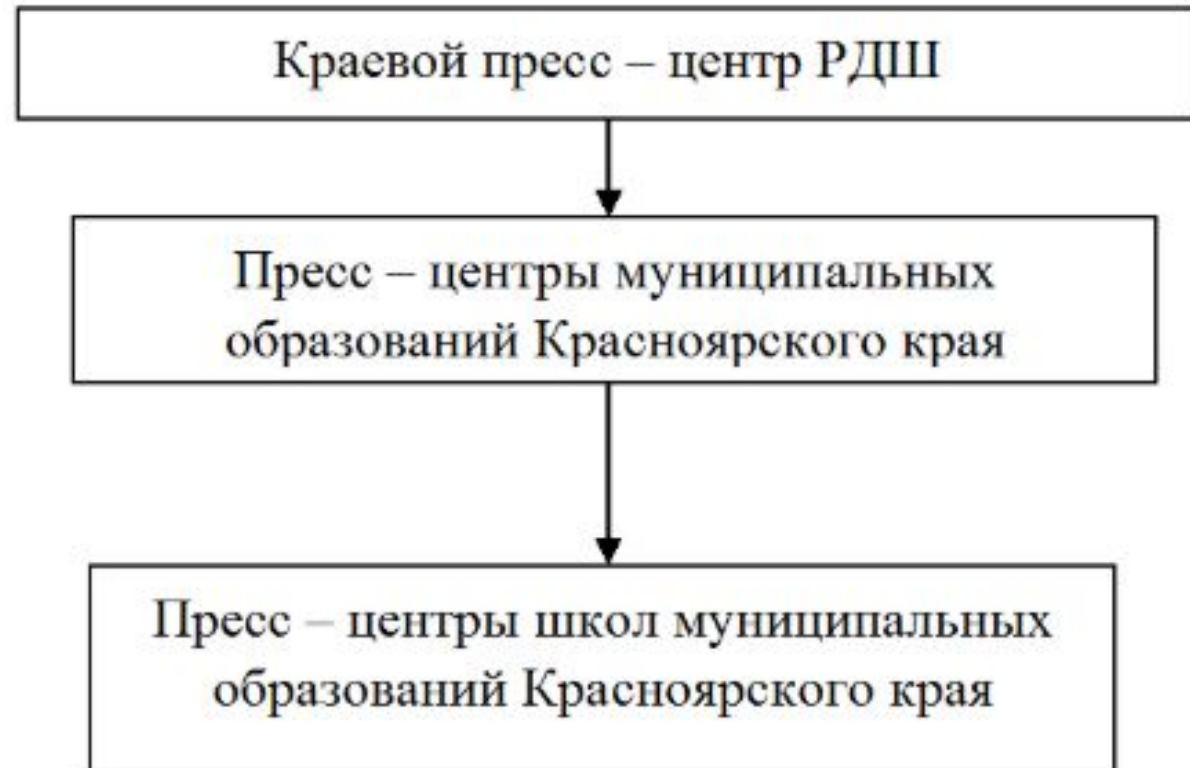 Краевой пресс – центр РДШ
Пресс – центры муниципальных
образований Красноярского края
Пресс – центры школ муниципальных
образований Красноярского края